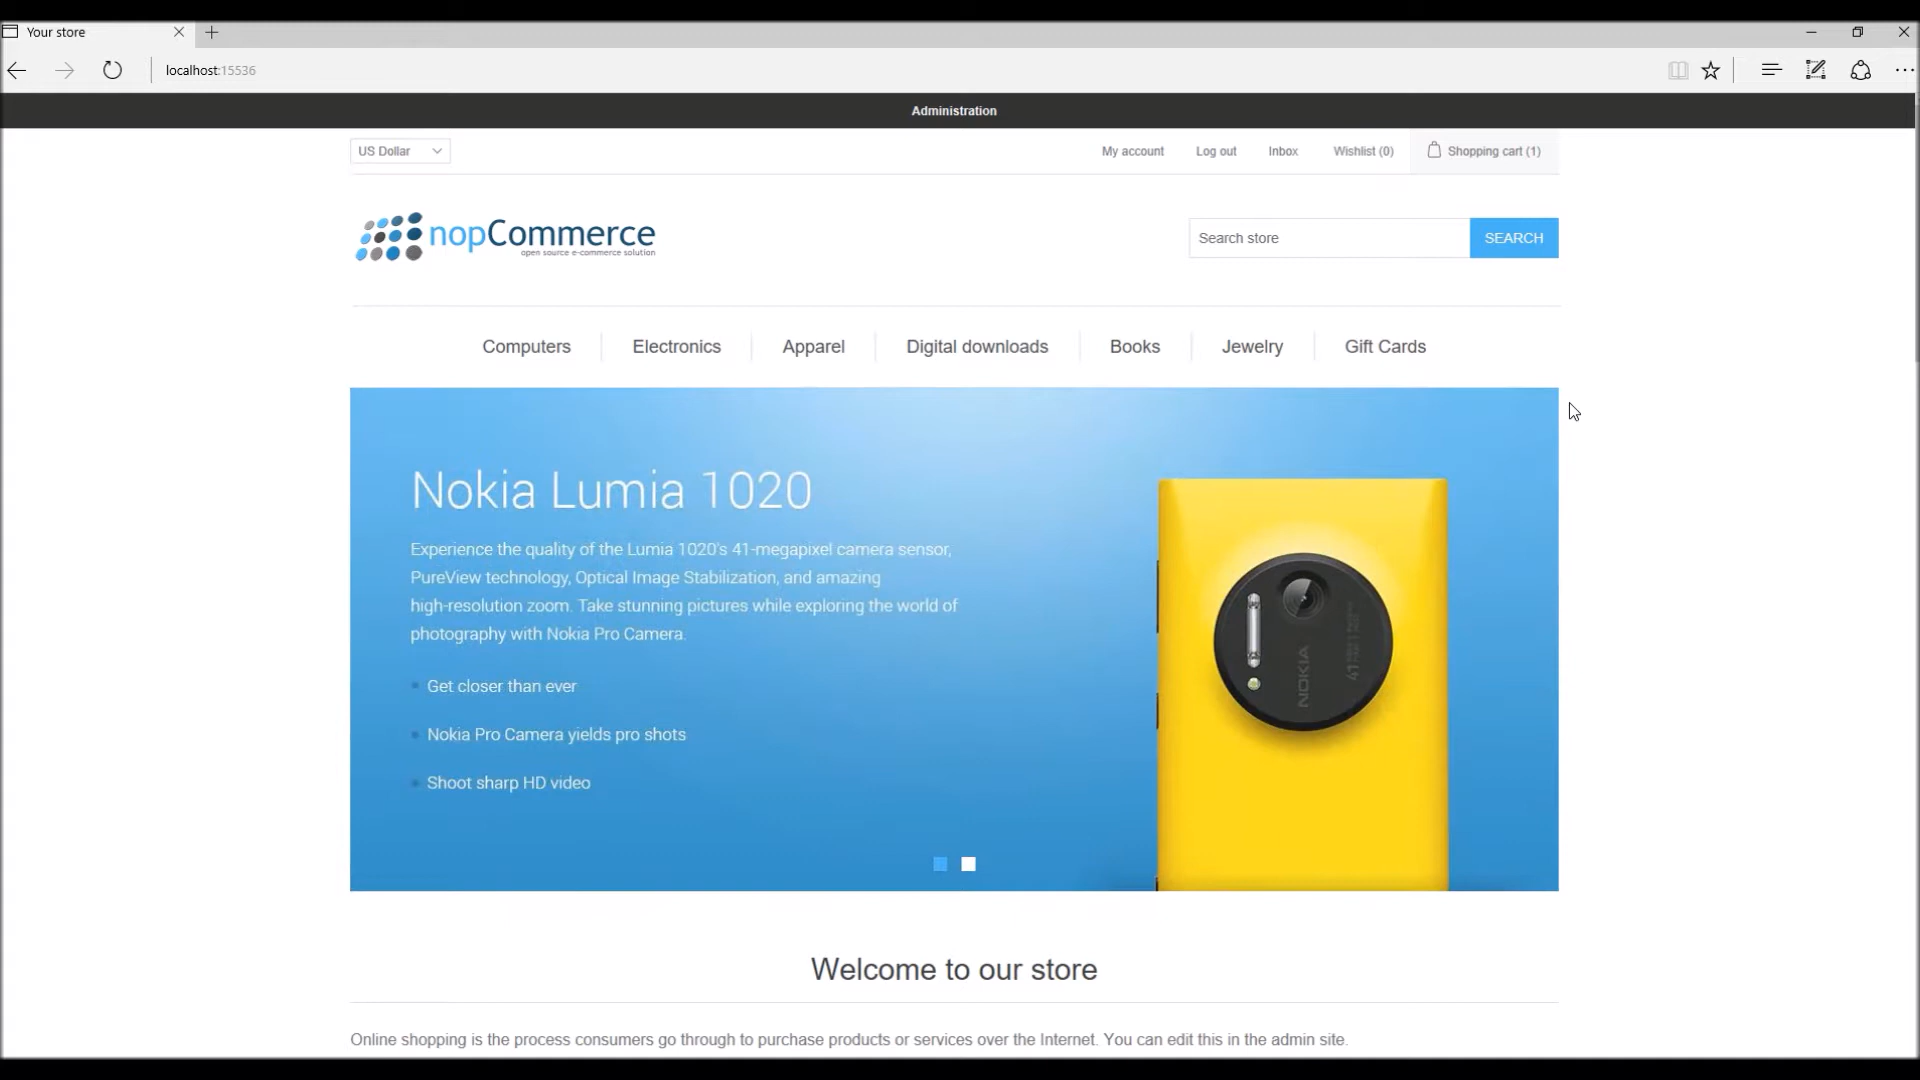 Your store
localhost:15536
Administration
US Dollar
My account
Log out
Inbox
Wishlist (0)
Shopping cart (1)
nopCommerce
open source e-commerce solution
Search store
SEARCH
Computers
Electronics
Apparel
Digital downloads
Books
Jewelry
Gift Cards
Nokia Lumia 1020
Experience the quality of the Lumia 1020's 41-megapixel camera sensor,
PureView technology, Optical Image Stabilization, and amazing
high-resolution zoom. Take stunning pictures while exploring the world of
photography with Nokia Pro Camera.
Get closer than ever
Nokia Pro Camera yields pro shots
Shoot sharp HD video
NOKIA
Welcome to our store
Online shopping is the process consumers go through to purchase products or services over the Internet. You can edit this in the admin site.